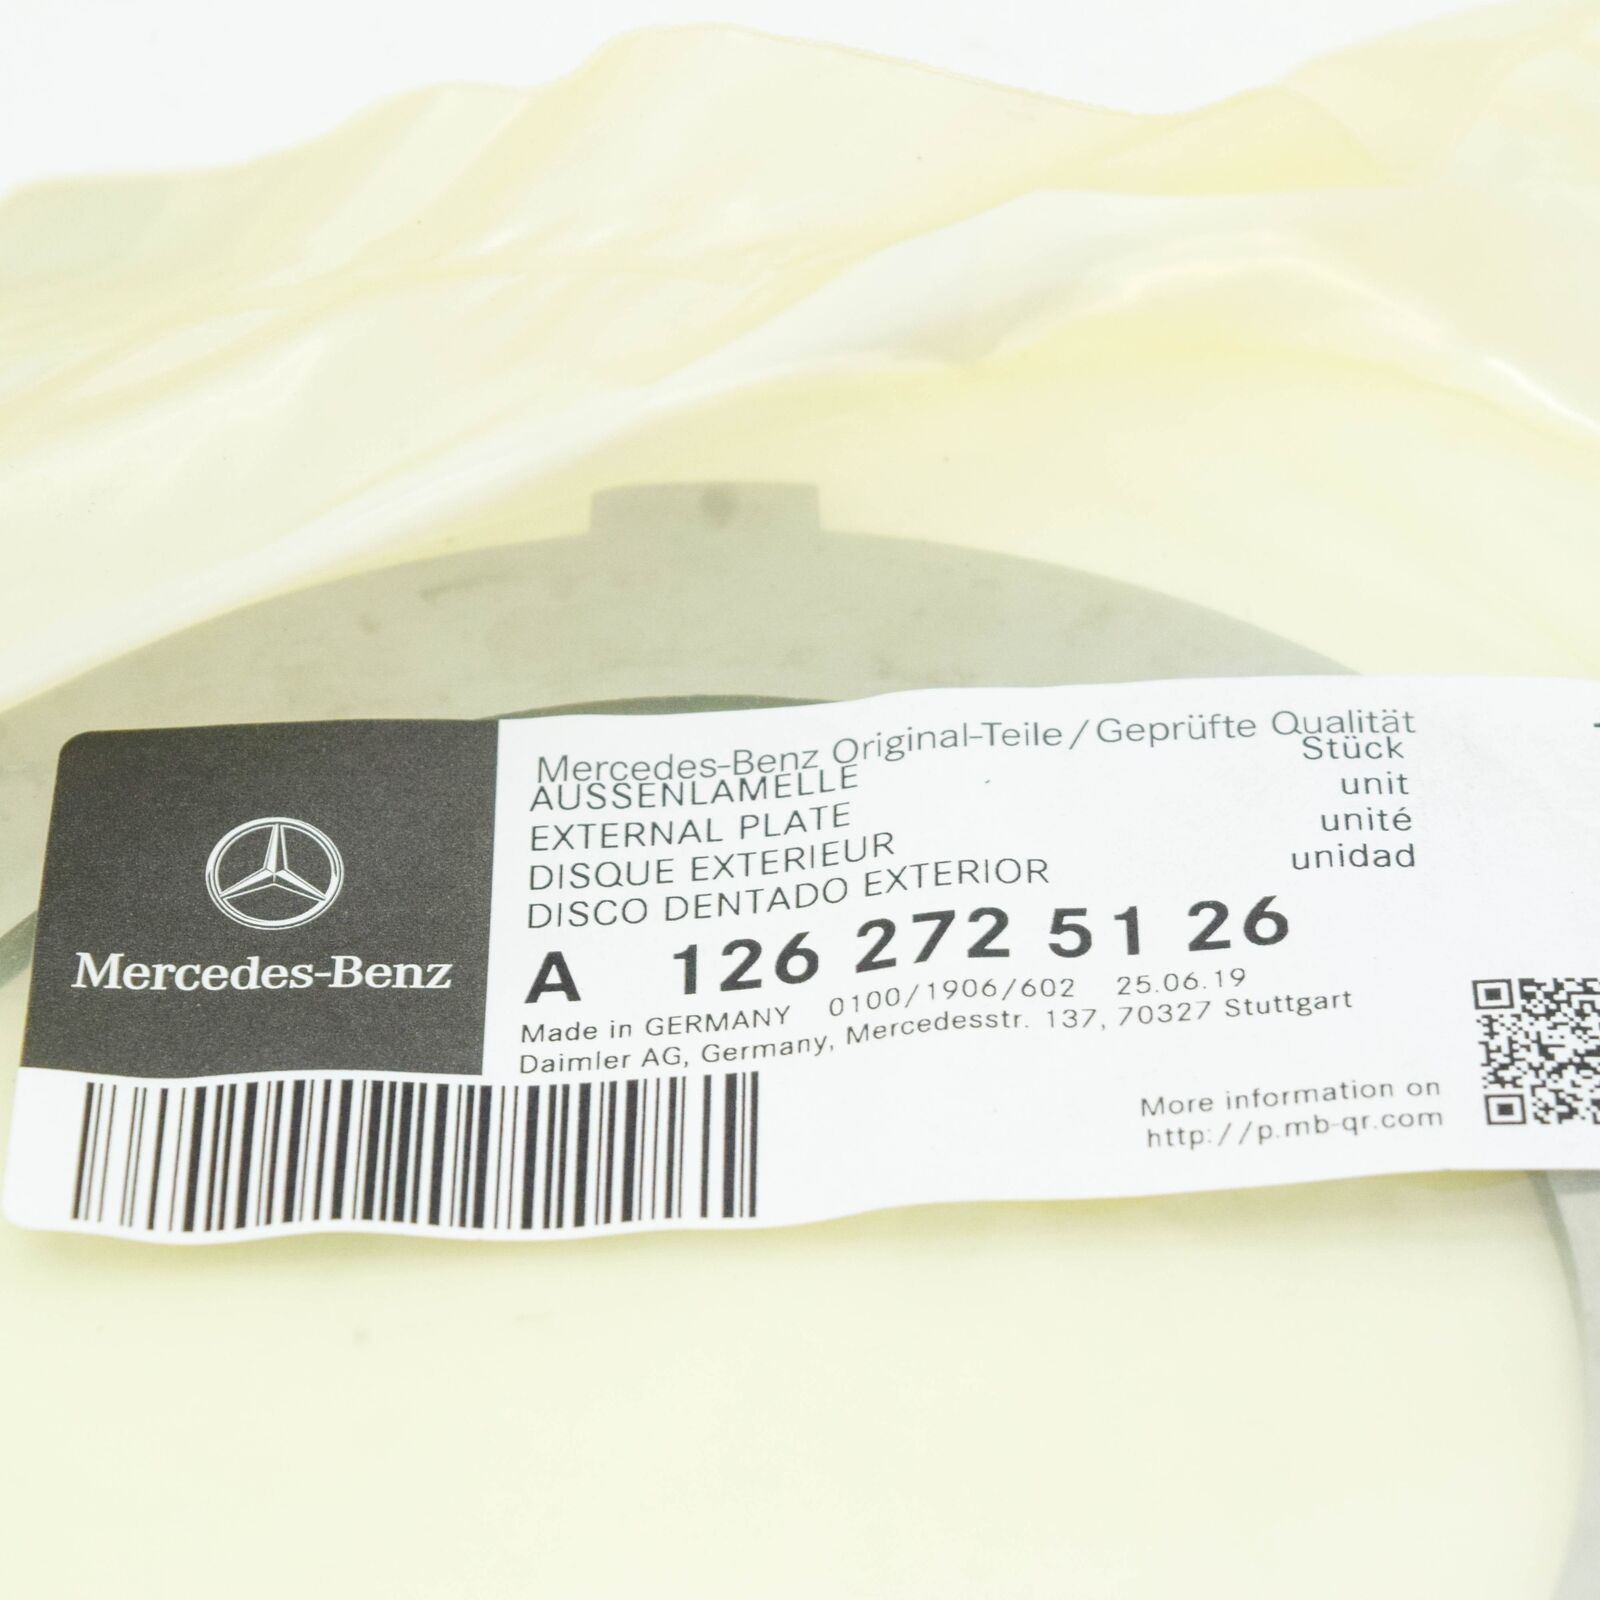 Mercedes-Benz
Mercedes-Benz Original-Teile / Geprüfte Qualität
AUSSENLAMELLE Stück
EXTERNAL PLATE unit
DISQUE EXTERIEUR unité
DISCO DENTADO EXTERIOR unidad
A 126 272 51 26
Made in GERMANY 0100/1906/602 25.06.19
Daimler AG, Germany, Mercedesstr. 137, 70327 Stuttgart
More information on
http://p.mb-qr.com